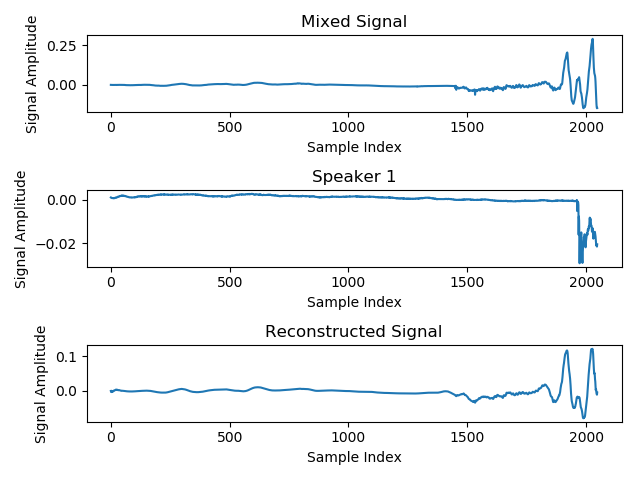 Mixed Signal
Signal Amplitude
0.25
0.00
0 500 1000 1500 2000
Sample Index
Speaker 1
Signal Amplitude
0.00
−0.02
0 500 1000 1500 2000
Sample Index
Reconstructed Signal
Signal Amplitude
0.1
0.0
0 500 1000 1500 2000
Sample Index